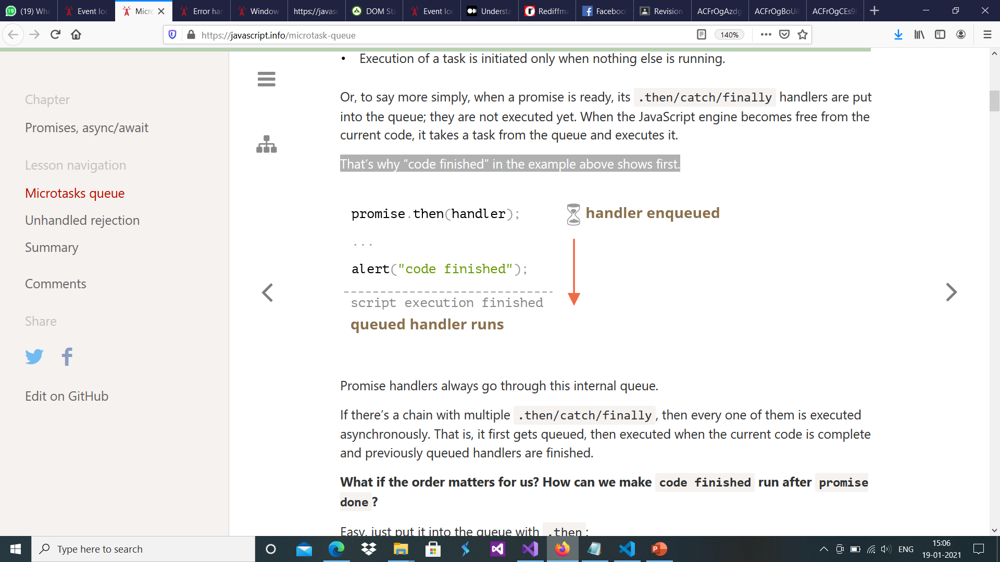 (19) Wha
Event loo
Micro
Error har
Window
https://javasc
DOM Sta
Event loo
Understa
Rediffma
Facebook
Revision
ACFrOgAzdg
ACFrOgBoUi
ACFrOgCEs9
https://javascript.info/microtask-queue
140%
Chapter
Promises, async/await
Lesson navigation
Microtasks queue
Unhandled rejection
Summary
Comments
Share
Edit on GitHub
• Execution of a task is initiated only when nothing else is running.
Or, to say more simply, when a promise is ready, its .then/catch/finally handlers are put
into the queue; they are not executed yet. When the JavaScript engine becomes free from the
current code, it takes a task from the queue and executes it.
That’s why “code finished” in the example above shows first.
promise.then(handler);
handler enqueued
...
alert("code finished");
script execution finished
queued handler runs
Promise handlers always go through this internal queue.
If there’s a chain with multiple .then/catch/finally, then every one of them is executed
asynchronously. That is, it first gets queued, then executed when the current code is complete
and previously queued handlers are finished.
What if the order matters for us? How can we make code finished run after promise
done?
Easy, just put it into the queue with .then:
Type here to search
ENG
15:06
19-01-2021